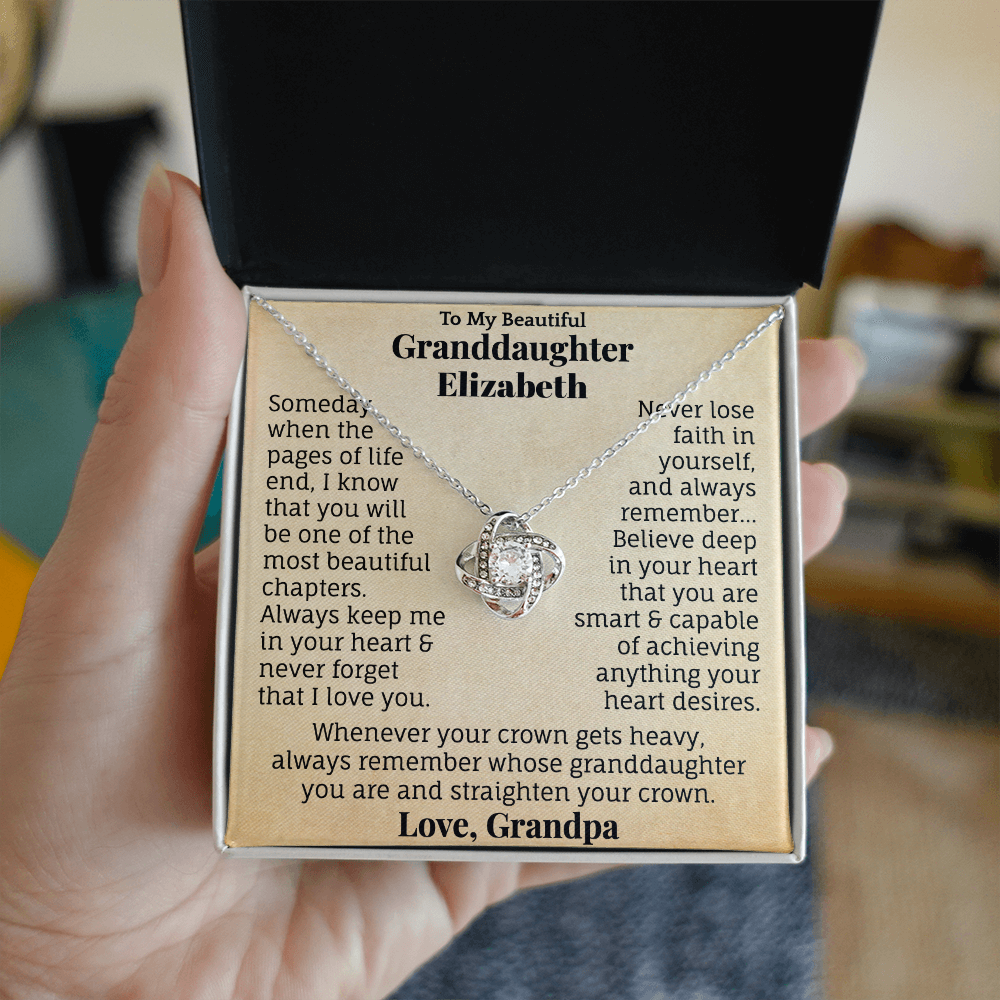 To My Beautiful
Granddaughter
Elizabeth
Someday
when the
pages of life
end, I know
that you will
be one of the
most beautiful
chapters.
Always keep me
in your heart &
never forget
that I love you.
Never lose
faith in
yourself,
and always
remember...
Believe deep
in your heart
that you are
smart & capable
of achieving
anything your
heart desires.
Whenever your crown gets heavy,
always remember whose granddaughter
you are and straighten your crown.
Love, Grandpa